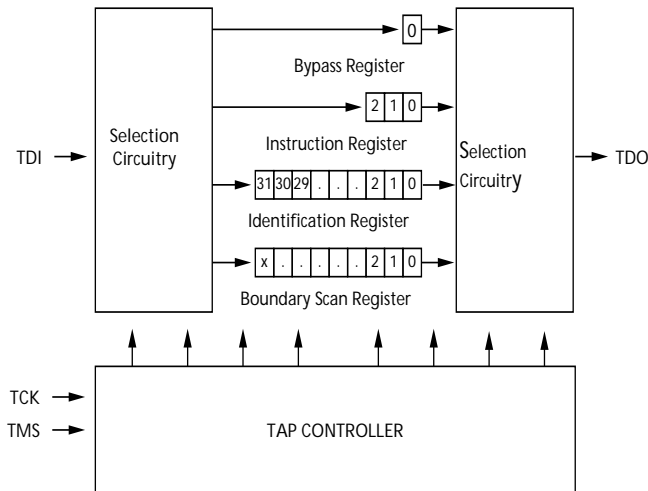 0
Bypass Register
2 1 0
Selection
Circuitry
Selection
Circuitry
TDI
TDO
Instruction Register
31 30 29 . . . 2 1 0
Identification Register
x . . . . . 2 1 0
Boundary Scan Register
TCK
TMS
TAP CONTROLLER